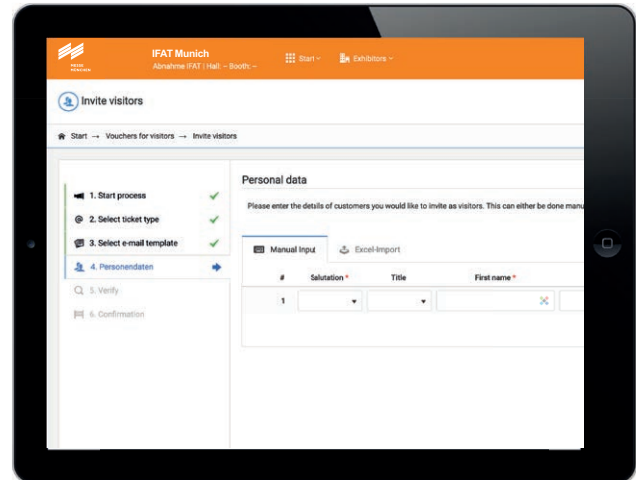 MESSE
MÜNCHEN
IFAT Munich
Abnahme IFAT | Hall: – Booth: –
Start
Exhibitors
Invite visitors
Start → Vouchers for visitors → Invite visitors
1. Start process
2. Select ticket type
3. Select e-mail template
4. Personendaten
5. Verify
6. Confirmation
Personal data
Please enter the details of customers you would like to invite as visitors. This can either be done manu
Manual Input
Excel-Import
# Salutation * Title First name *
1